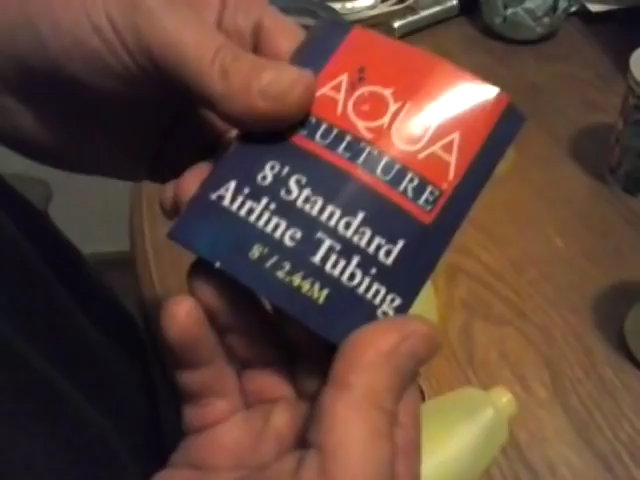 AQUA
CULTURE
8' Standard
Airline Tubing
8' / 2.44M